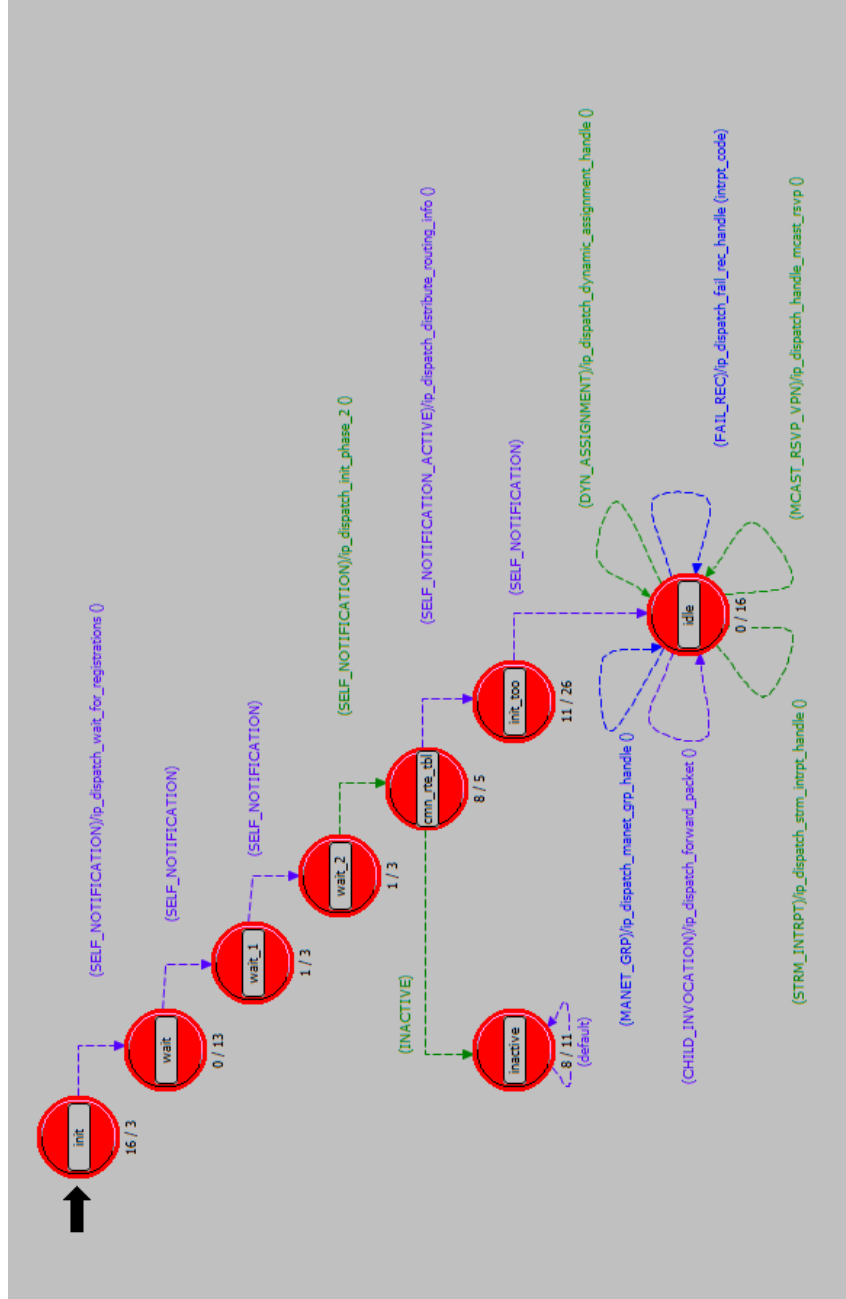 init
16 / 3
(SELF_NOTIFICATION)/ip_dispatch_wait_for_registrations ()
wait
0 / 13
(SELF_NOTIFICATION)
wait_1
1 / 3
(SELF_NOTIFICATION)
wait_2
1 / 3
(SELF_NOTIFICATION)/ip_dispatch_init_phase_2 ()
cmn_rte_tbl
8 / 5
(INACTIVE)
inactive
8 / 11
(default)
(SELF_NOTIFICATION_ACTIVE)/ip_dispatch_distribute_routing_info ()
init_too
11 / 26
(SELF_NOTIFICATION)
idle
0 / 16
(DYN_ASSIGNMENT)/ip_dispatch_dynamic_assignment_handle ()
(FAIL_REC)/ip_dispatch_fail_rec_handle (intrpt_code)
(MCAST_RSVP_VPN)/ip_dispatch_handle_mcast_rsvp ()
(MANET_GRP)/ip_dispatch_manet_grp_handle ()
(CHILD_INVOCATION)/ip_dispatch_forward_packet ()
(STRM_INTRPT)/ip_dispatch_strm_intrpt_handle ()